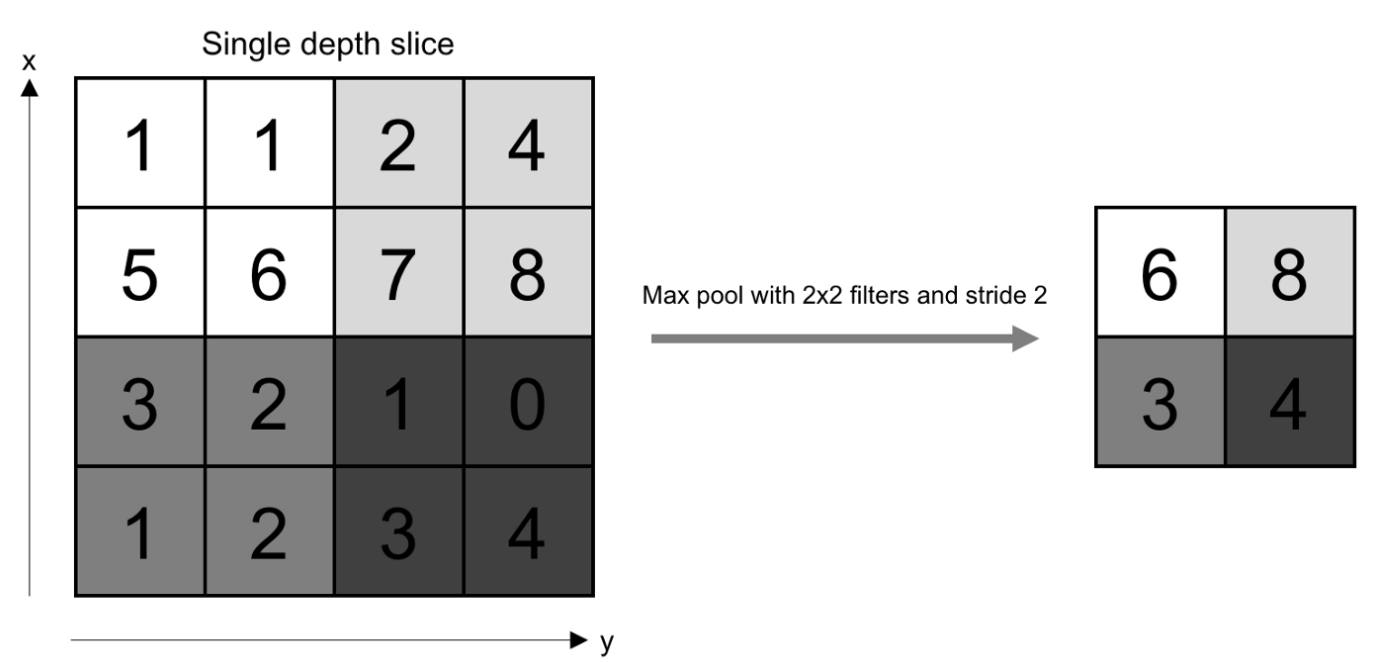 Single depth slice
x
1 1 2 4
5 6 7 8
3 2 1 0
1 2 3 4
y
Max pool with 2x2 filters and stride 2
6 8
3 4